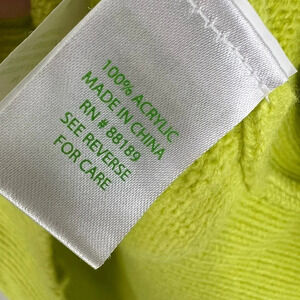 100% ACRYLIC
MADE IN CHINA
RN # 88189
SEE REVERSE
FOR CARE